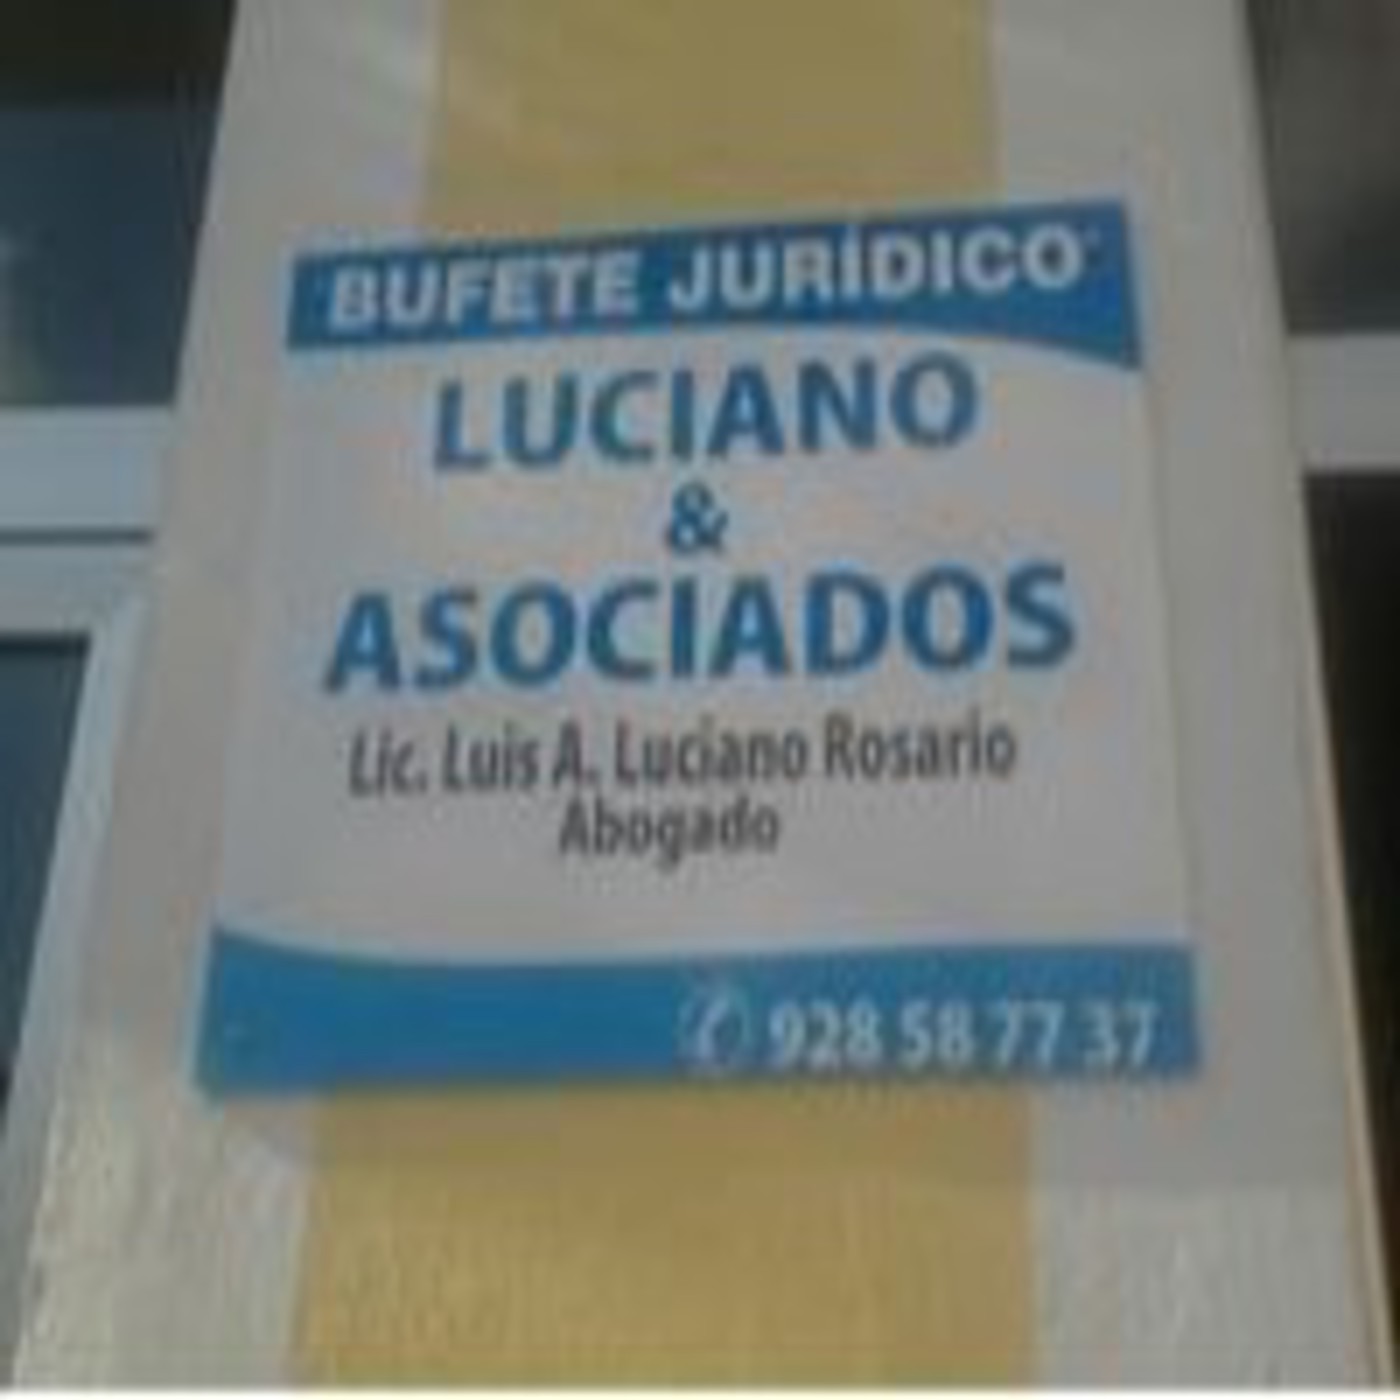 BUFETE JURÍDICO
LUCIANO
&
ASOCIADOS
Lic. Luis A. Luciano Rosario
Abogado
✆ 928 58 77 37